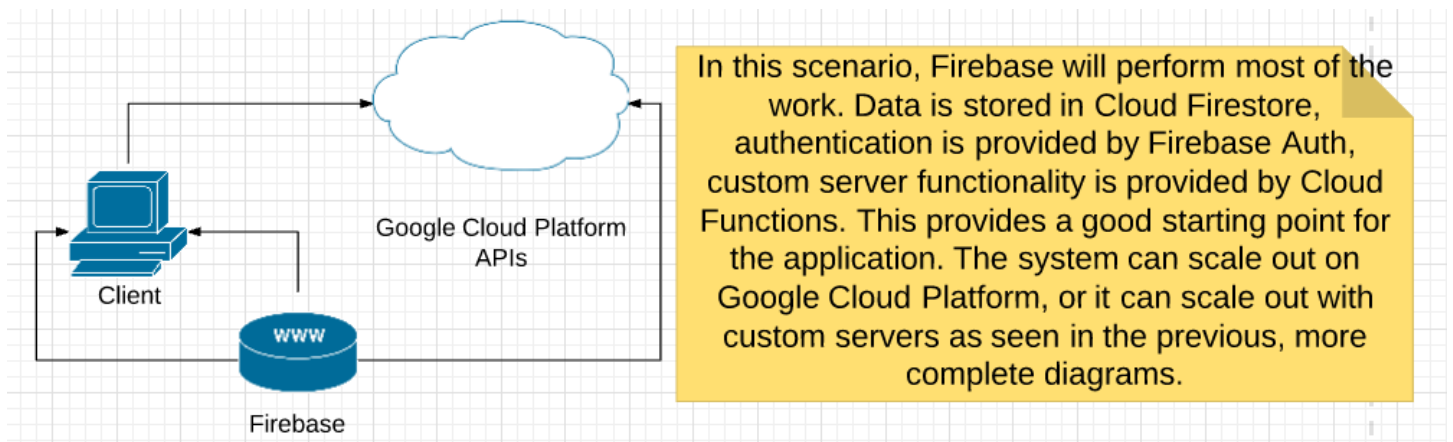 In this scenario, Firebase will perform most of the
work. Data is stored in Cloud Firestore,
authentication is provided by Firebase Auth,
custom server functionality is provided by Cloud
Functions. This provides a good starting point for
the application. The system can scale out on
Google Cloud Platform, or it can scale out with
custom servers as seen in the previous, more
complete diagrams.
Google Cloud Platform
APIs
Client
www
Firebase